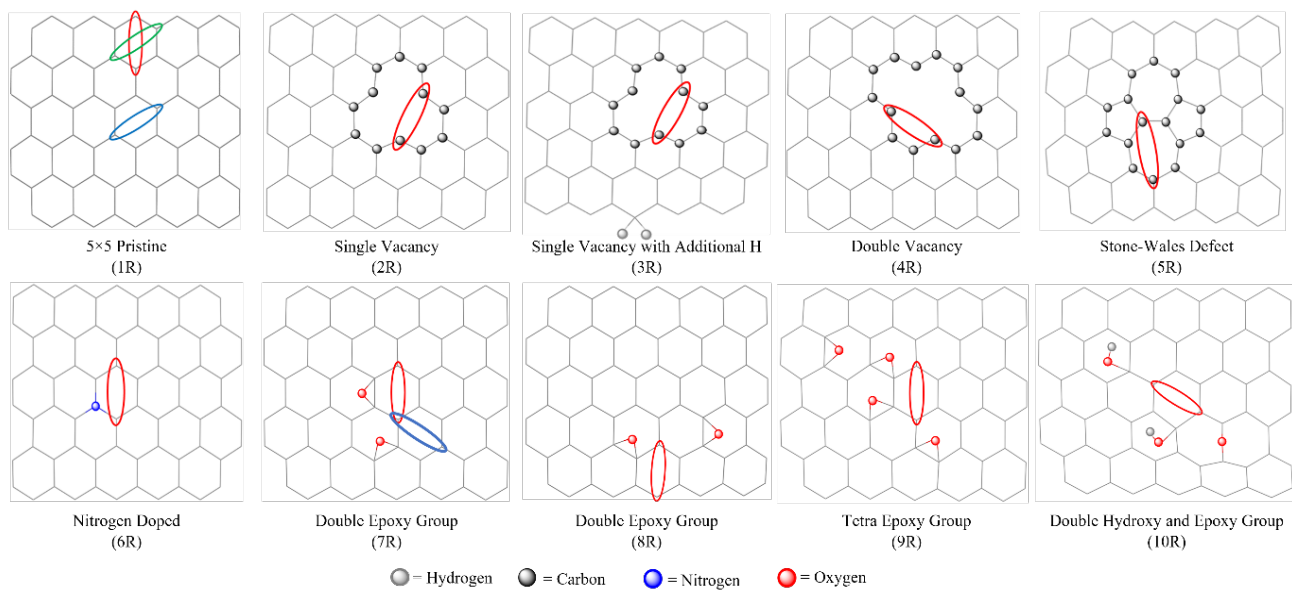 5×5 Pristine
(1R)
Single Vacancy
(2R)
Single Vacancy with Additional H
(3R)
Double Vacancy
(4R)
Stone-Wales Defect
(5R)
Nitrogen Doped
(6R)
Double Epoxy Group
(7R)
Double Epoxy Group
(8R)
Tetra Epoxy Group
(9R)
Double Hydroxy and Epoxy Group
(10R)
= Hydrogen
= Carbon
= Nitrogen
= Oxygen